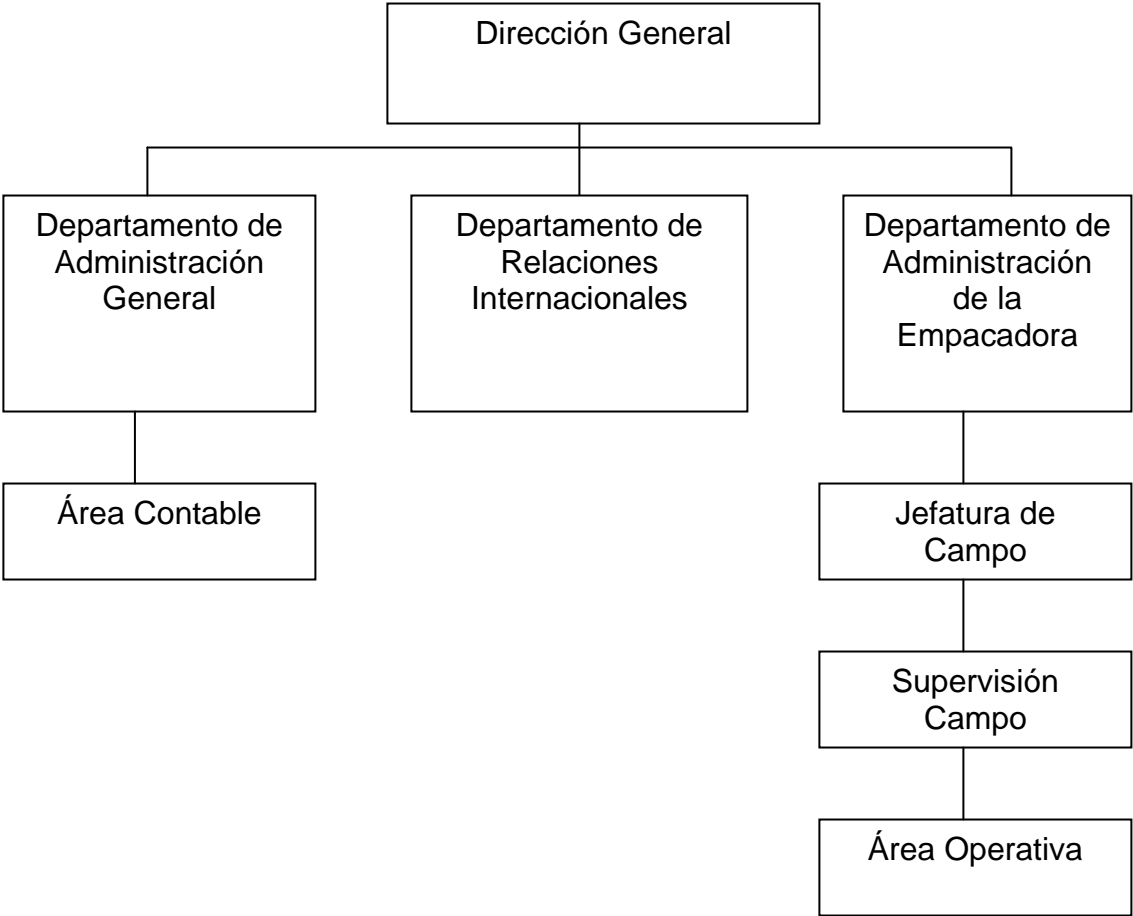 Dirección General
Departamento de
Administración
General
Departamento de
Relaciones
Internacionales
Departamento de
Administración
de la
Empacadora
Área Contable
Jefatura de
Campo
Supervisión
Campo
Área Operativa